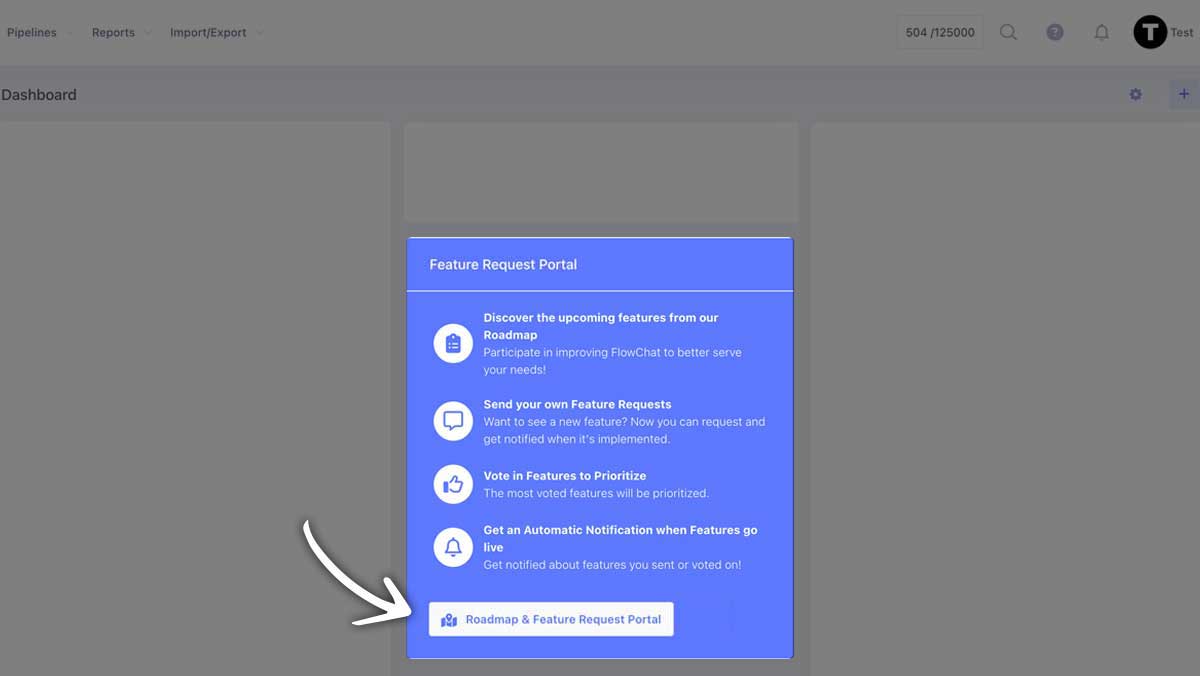 Pipelines Reports Import/Export 504 /125000 ? T Test
Dashboard
Feature Request Portal
Discover the upcoming features from our
Roadmap
Participate in improving FlowChat to better serve
your needs!
Send your own Feature Requests
Want to see a new feature? Now you can request and
get notified when it's implemented.
Vote in Features to Prioritize
The most voted features will be prioritized.
Get an Automatic Notification when Features go
live
Get notified about features you sent or voted on!
Roadmap & Feature Request Portal